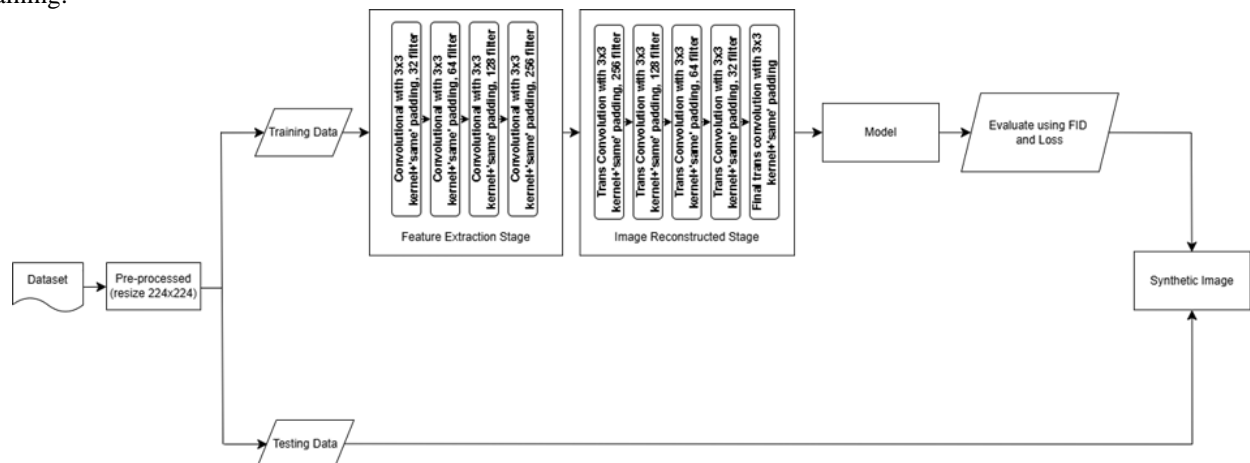 Training Data
Convolutional with 3x3
kernel+'same' padding, 32 filter
Convolutional with 3x3
kernel+'same' padding, 64 filter
Convolutional with 3x3
kernel+'same' padding, 128 filter
Convolutional with 3x3
kernel+'same' padding, 256 filter
Feature Extraction Stage
Trans Convolution with 3x3
kernel+'same' padding, 256 filter
Trans Convolution with 3x3
kernel+'same' padding, 128 filter
Trans Convolution with 3x3
kernel+'same' padding, 64 filter
Trans Convolution with 3x3
kernel+'same' padding, 32 filter
Final trans convolution with 3x3
kernel+'same' padding
Image Reconstructed Stage
Model
Evaluate using FID
and Loss
Dataset
Pre-processed
(resize 224x224)
Synthetic Image
Testing Data